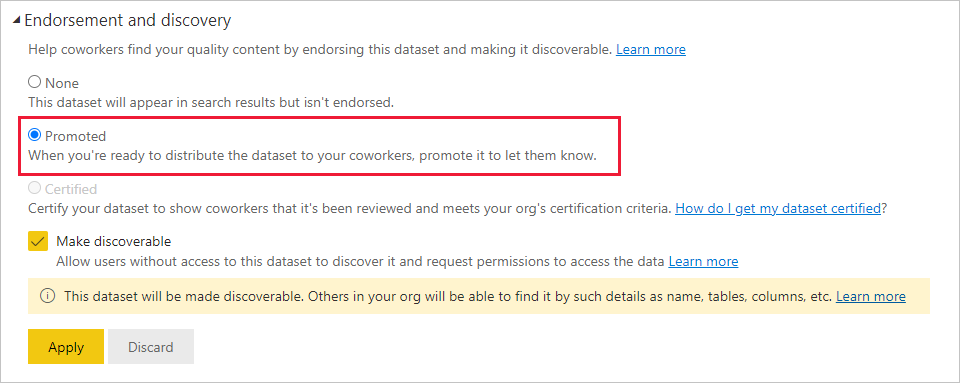 Endorsement and discovery
Help coworkers find your quality content by endorsing this dataset and making it discoverable. Learn more
None
This dataset will appear in search results but isn't endorsed.
Promoted
When you're ready to distribute the dataset to your coworkers, promote it to let them know.
Certified
Certify your dataset to show coworkers that it's been reviewed and meets your org's certification criteria. How do I get my dataset certified?
Make discoverable
Allow users without access to this dataset to discover it and request permissions to access the data Learn more
This dataset will be made discoverable. Others in your org will be able to find it by such details as name, tables, columns, etc. Learn more
Apply Discard